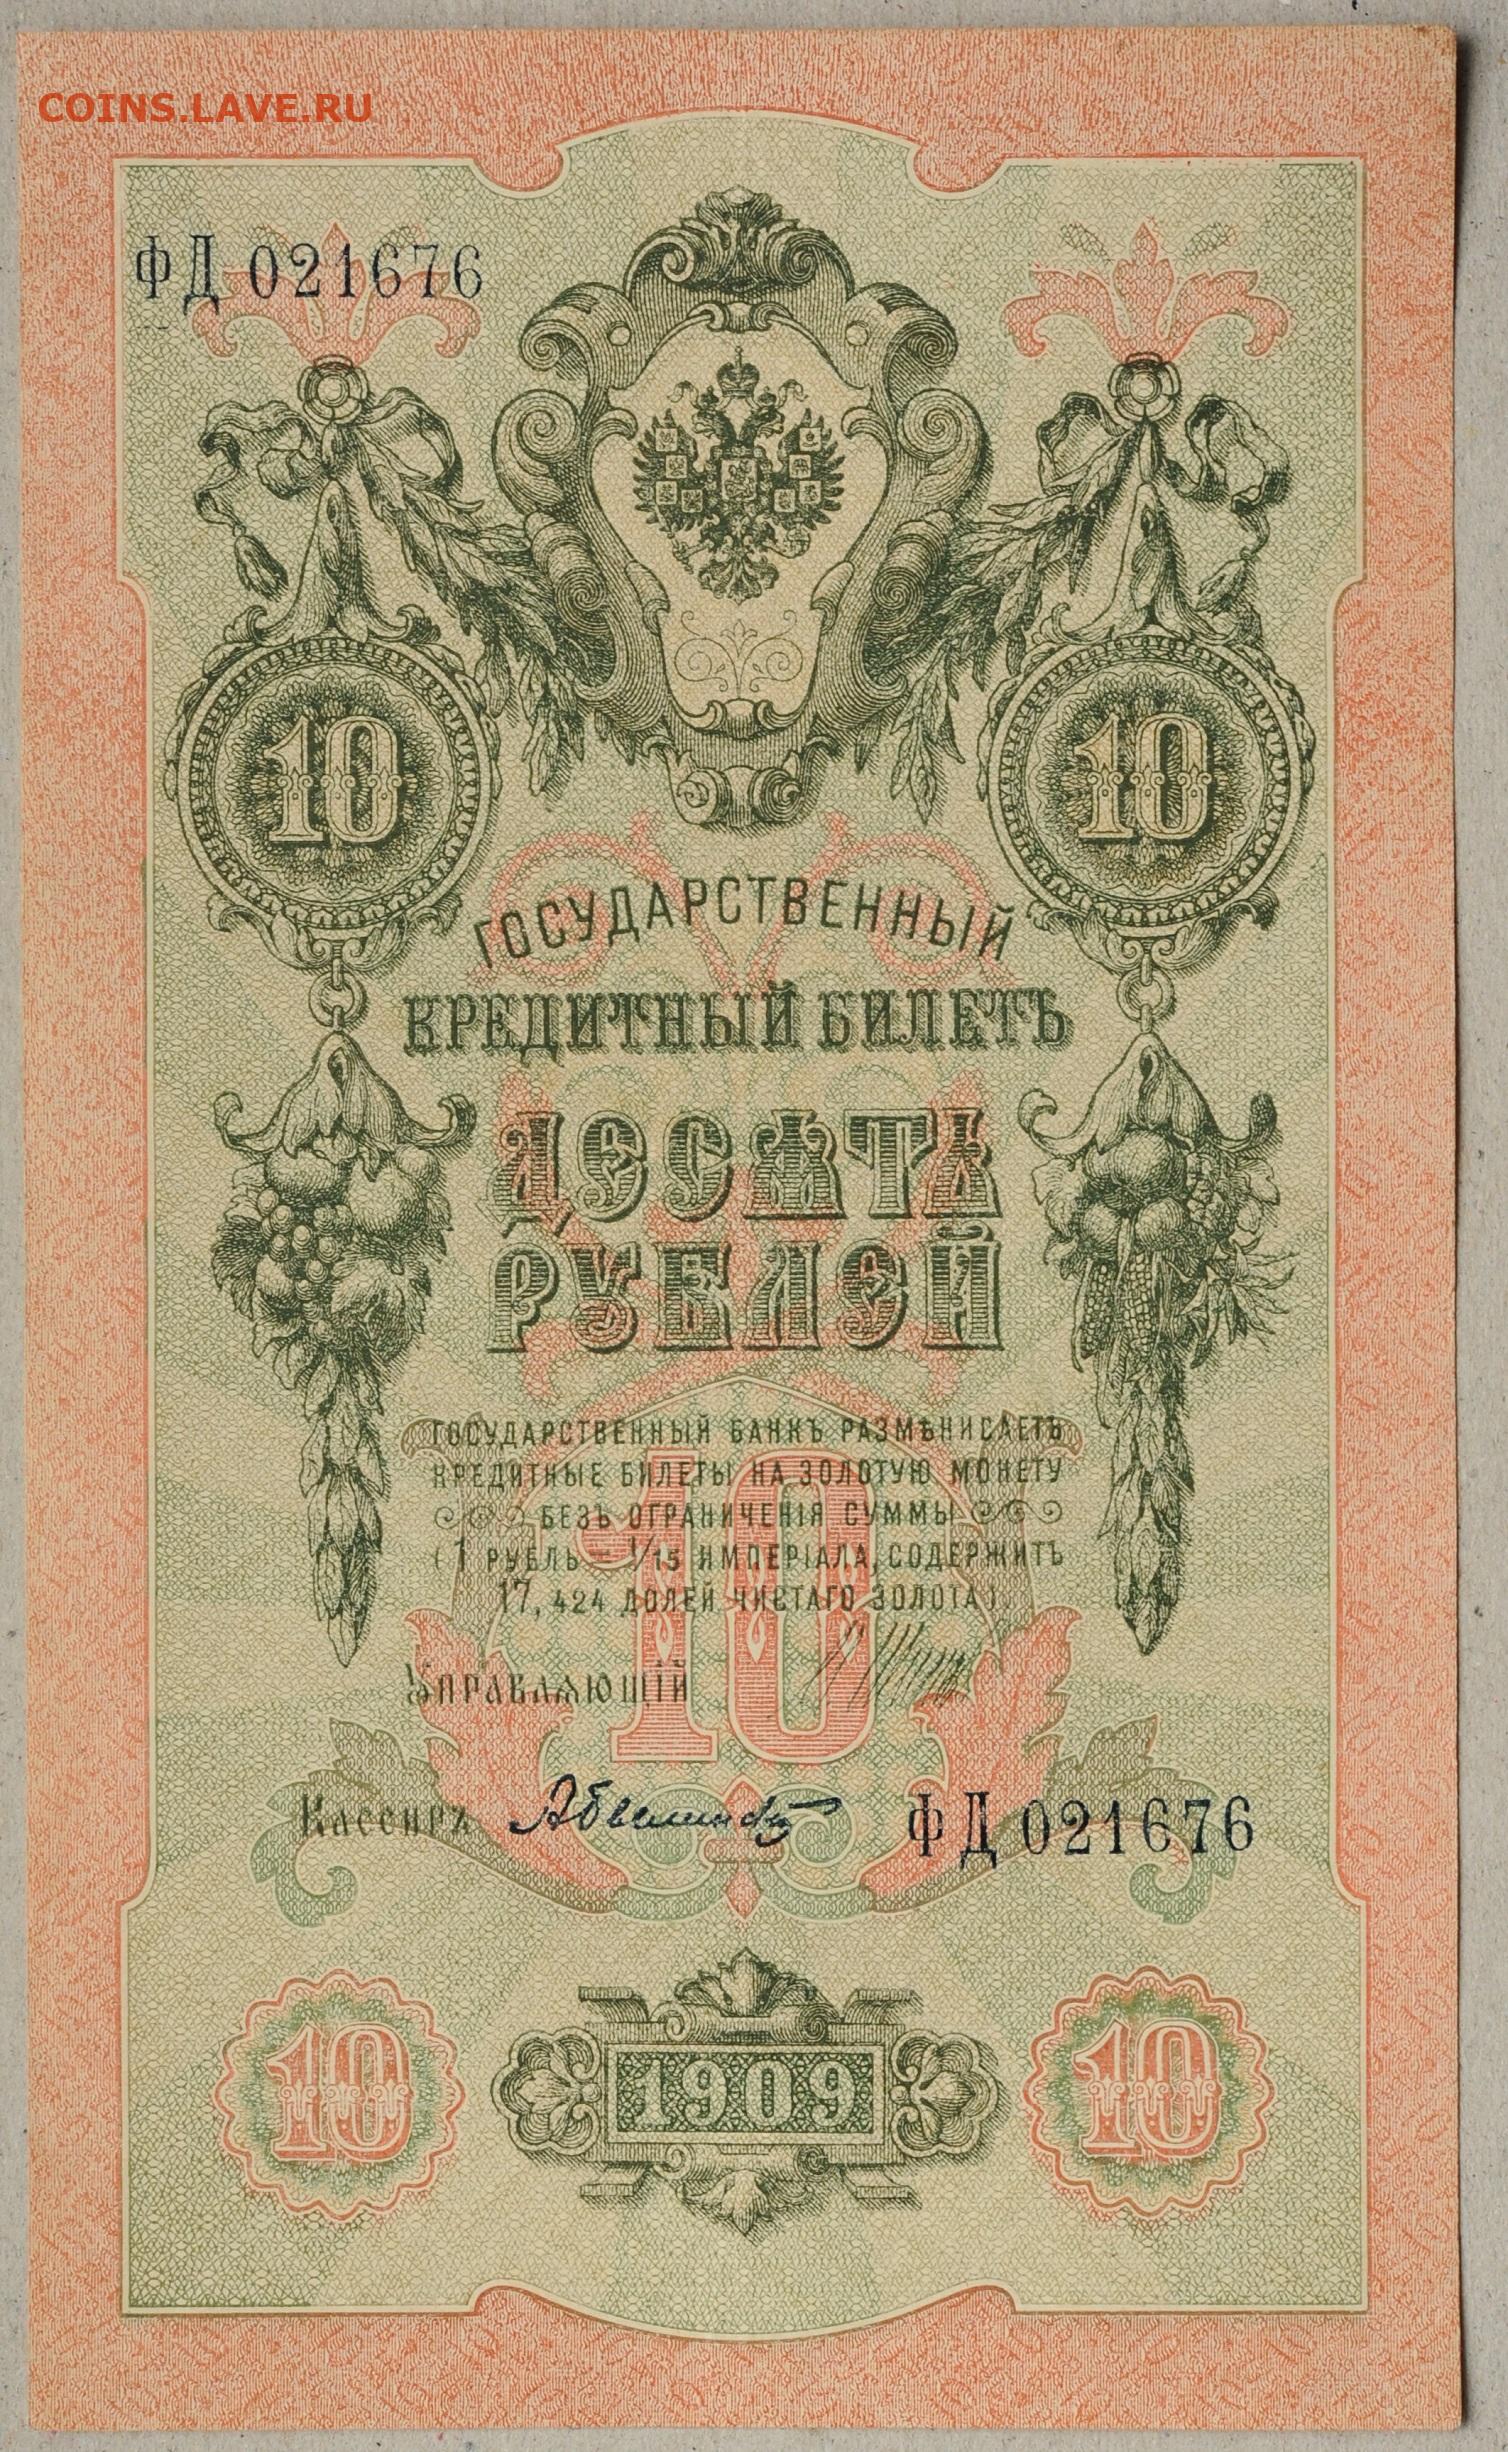 COINS.LAVE.RU
ФД 021676
10 10
ГОСУДАРСТВЕННЫЙ
КРЕДИТНЫЙ БИЛЕТЪ
ДЕСѦТЬ
РУБЛЕЙ
ГОСУДАРСТВЕННЫЙ БАНКЪ РАЗМѢНИВАЕТЪ
КРЕДИТНЫЕ БИЛЕТЫ НА ЗОЛОТУЮ МОНЕТУ
БЕЗЪ ОГРАНИЧЕНІЯ СУММЫ
(1 РУБЛЬ = 1/15 ИМПЕРІАЛА, СОДЕРЖИТЪ
17,424 ДОЛЕЙ ЧИСТАГО ЗОЛОТА)
10
УПРАВЛѦЮЩІЙ
Кассиръ ФД 021676
10 1909 10